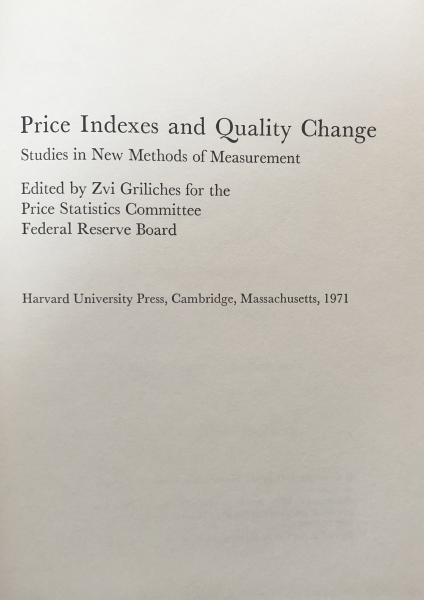 Price Indexes and Quality Change
Studies in New Methods of Measurement
Edited by Zvi Griliches for the
Price Statistics Committee
Federal Reserve Board
Harvard University Press, Cambridge, Massachusetts, 1971